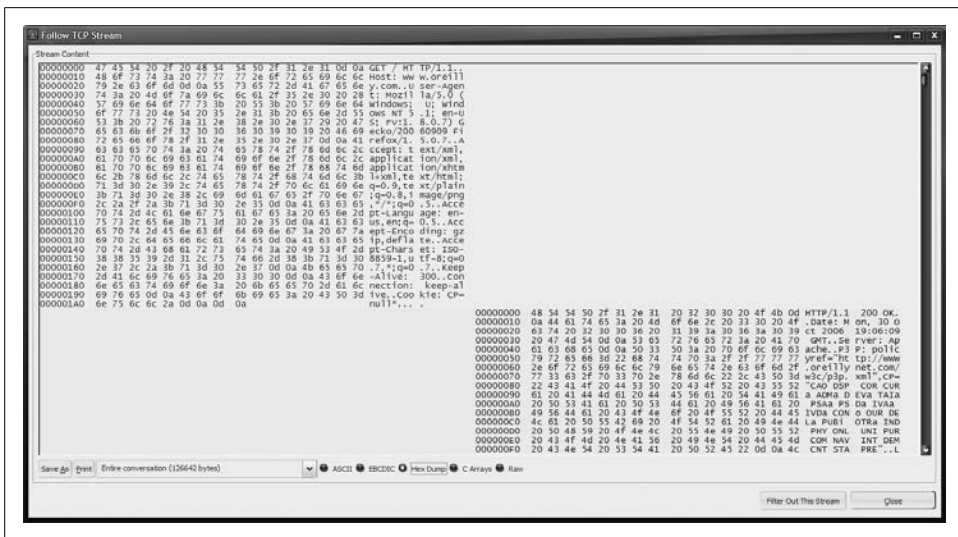 Follow TCP Stream
Stream Content
00000000 47 45 54 20 2f 20 48 54 54 50 2f 31 2e 31 0d 0a GET / HT TP/1.1..
00000010 48 6f 73 74 3a 20 77 77 77 2e 6f 72 65 69 6c 6c Host: ww w.oreill
00000020 79 2e 63 6f 6d 0d 0a 55 73 65 72 2d 41 67 65 6e y.com..U ser-Agen
00000030 74 3a 20 4d 6f 7a 69 6c 6c 61 2f 35 2e 30 20 28 t: Mozil la/5.0 (
00000040 57 69 6e 64 6f 77 73 3b 20 55 3b 20 57 69 6e 64 Windows; U; Wind
00000050 6f 77 73 20 4e 54 20 35 2e 31 3b 20 65 6e 2d 55 ows NT 5 .1; en-U
00000060 53 3b 20 72 76 3a 31 2e 38 2e 30 2e 37 29 20 47 S; rv:1. 8.0.7) G
00000070 65 63 6b 6f 2f 32 30 30 36 30 39 30 39 20 46 69 ecko/200 60909 Fi
00000080 72 65 66 6f 78 2f 31 2e 35 2e 30 2e 37 0d 0a 41 refox/1. 5.0.7..A
00000090 63 63 65 70 74 3a 20 74 65 78 74 2f 78 6d 6c 2c ccept: t ext/xml,
000000A0 61 70 70 6c 69 63 61 74 69 6f 6e 2f 78 6d 6c 2c applicat ion/xml,
000000B0 61 70 70 6c 69 63 61 74 69 6f 6e 2f 78 68 74 6d applicat ion/xhtm
000000C0 6c 2b 78 6d 6c 2c 74 65 78 74 2f 68 74 6d 6c 3b l+xml,te xt/html;
000000D0 71 3d 30 2e 39 2c 74 65 78 74 2f 70 6c 61 69 6e q=0.9,te xt/plain
000000E0 3b 71 3d 30 2e 38 2c 69 6d 61 67 65 2f 70 6e 67 ;q=0.8,i mage/png
000000F0 2c 2a 2f 2a 3b 71 3d 30 2e 35 0d 0a 41 63 63 65 ,*/*;q=0 .5..Acce
00000100 70 74 2d 4c 61 6e 67 75 61 67 65 3a 20 65 6e 2d pt-Langu age: en-
00000110 75 73 2c 65 6e 3b 71 3d 30 2e 35 0d 0a 41 63 63 us,en;q= 0.5..Acc
00000120 65 70 74 2d 45 6e 63 6f 64 69 6e 67 3a 20 67 7a ept-Enco ding: gz
00000130 69 70 2c 64 65 66 6c 61 74 65 0d 0a 41 63 63 65 ip,defla te..Acce
00000140 70 74 2d 43 68 61 72 73 65 74 3a 20 49 53 4f 2d pt-Chars et: ISO-
00000150 38 38 35 39 2d 31 2c 75 74 66 2d 38 3b 71 3d 30 8859-1,u tf-8;q=0
00000160 2e 37 2c 2a 3b 71 3d 30 2e 37 0d 0a 4b 65 65 70 .7,*;q=0 .7..Keep
00000170 2d 41 6c 69 76 65 3a 20 33 30 30 0d 0a 43 6f 6e -Alive: 300..Con
00000180 6e 65 63 74 69 6f 6e 3a 20 6b 65 65 70 2d 61 6c nection: keep-al
00000190 69 76 65 0d 0a 43 6f 6f 6b 69 65 3a 20 43 50 3d ive..Coo kie: CP=
000001A0 6e 75 6c 6c 2a 0d 0a 0d 0a null*... .
00000000 48 54 54 50 2f 31 2e 31 20 32 30 30 20 4f 4b 0d HTTP/1.1 200 OK.
00000010 0a 44 61 74 65 3a 20 4d 6f 6e 2c 20 33 30 20 4f .Date: M on, 30 O
00000020 63 74 20 32 30 30 36 20 31 39 3a 30 36 3a 30 39 ct 2006 19:06:09
00000030 20 47 4d 54 0d 0a 53 65 72 76 65 72 3a 20 41 70 GMT..Se rver: Ap
00000040 61 63 68 65 0d 0a 50 33 50 3a 20 70 6f 6c 69 63 ache..P3 P: polic
00000050 79 72 65 66 3d 22 68 74 74 70 3a 2f 2f 77 77 77 yref="ht tp://www
00000060 2e 6f 72 65 69 6c 6c 79 6e 65 74 2e 63 6f 6d 2f .oreilly net.com/
00000070 77 33 63 2f 70 33 70 2e 78 6d 6c 22 2c 43 50 3d w3c/p3p. xml",CP=
00000080 22 43 41 4f 20 44 53 50 20 43 4f 52 20 43 55 52 "CAO DSP COR CUR
00000090 61 20 41 44 4d 61 20 44 45 56 61 20 54 41 49 61 a ADMa D EVa TAIa
000000A0 20 50 53 41 61 20 50 53 44 61 20 49 56 41 61 20 PSAa PS Da IVAa
000000B0 49 56 44 61 20 43 4f 4e 6f 20 4f 55 52 20 44 45 IVDa CON o OUR DE
000000C0 4c 61 20 50 55 42 69 20 4f 54 52 61 20 49 4e 44 La PUBi OTRa IND
000000D0 20 50 48 59 20 4f 4e 4c 20 55 4e 49 20 50 55 52 PHY ONL UNI PUR
000000E0 20 43 4f 4d 20 4e 41 56 20 49 4e 54 20 44 45 4d COM NAV INT DEM
000000F0 20 43 4e 54 20 53 54 41 20 50 52 45 22 0d 0a 4c CNT STA PRE"..L
Save As Print Entire conversation (126642 bytes) ASCII EBCDIC Hex Dump C Arrays Raw
Filter Out This Stream Close